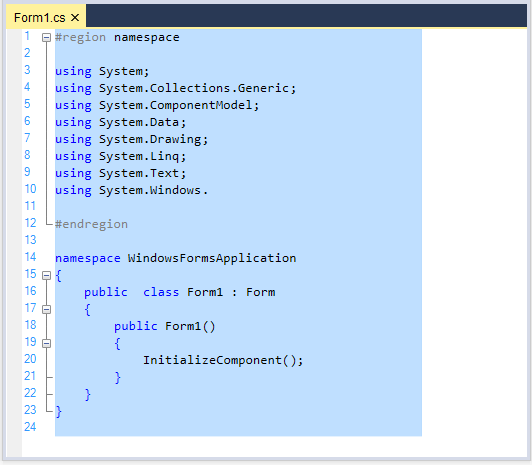 Form1.cs ×
1 #region namespace
2
3 using System;
4 using System.Collections.Generic;
5 using System.ComponentModel;
6 using System.Data;
7 using System.Drawing;
8 using System.Linq;
9 using System.Text;
10 using System.Windows.
11
12 #endregion
13
14 namespace WindowsFormsApplication
15 {
16     public  class Form1 : Form
17     {
18         public Form1()
19         {
20             InitializeComponent();
21         }
22     }
23 }
24